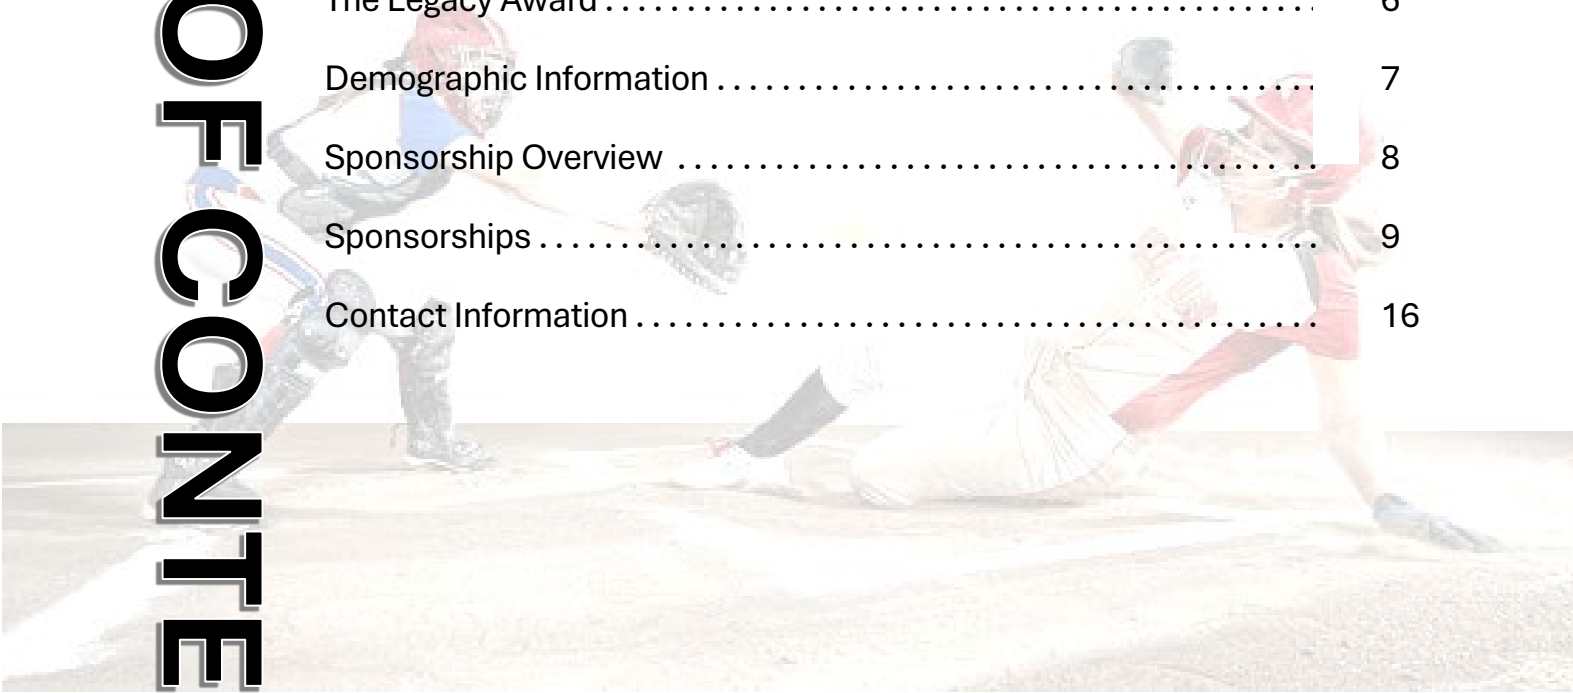 OF CONTE
The Legacy Award . . . . . . . . . . . . . . . . . . . . . . . . . . . . . . . . . . . . . . . . . . . . . . . . . . . . . 6
Demographic Information . . . . . . . . . . . . . . . . . . . . . . . . . . . . . . . . . . . . . . . . . . . . . 7
Sponsorship Overview . . . . . . . . . . . . . . . . . . . . . . . . . . . . . . . . . . . . . . . . . . . . . . . . 8
Sponsorships . . . . . . . . . . . . . . . . . . . . . . . . . . . . . . . . . . . . . . . . . . . . . . . . . . . . . . . . . . 9
Contact Information . . . . . . . . . . . . . . . . . . . . . . . . . . . . . . . . . . . . . . . . . . . . . . . . . . . 16